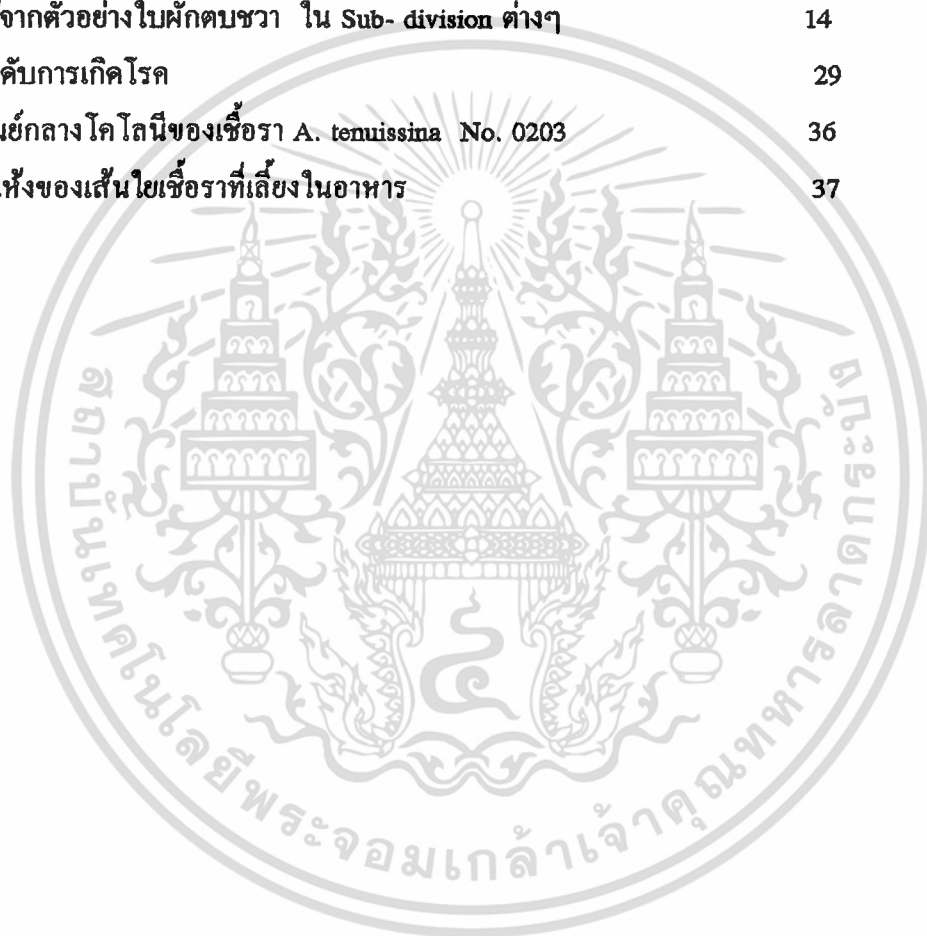 จากตัวอย่างใบผักตบชวา ใน Sub- division ต่างๆ 14
ดับการเกิดโรค 29
นย์กลางโคโลนีของเชื้อรา A. tenuissina No. 0203 36
ห้งของเส้นใยเชื้อราที่เลี้ยงในอาหาร 37
สถาบันเทคโนโลยีพระจอมเกล้าเจ้าคุณทหารลาดกระบัง
๔